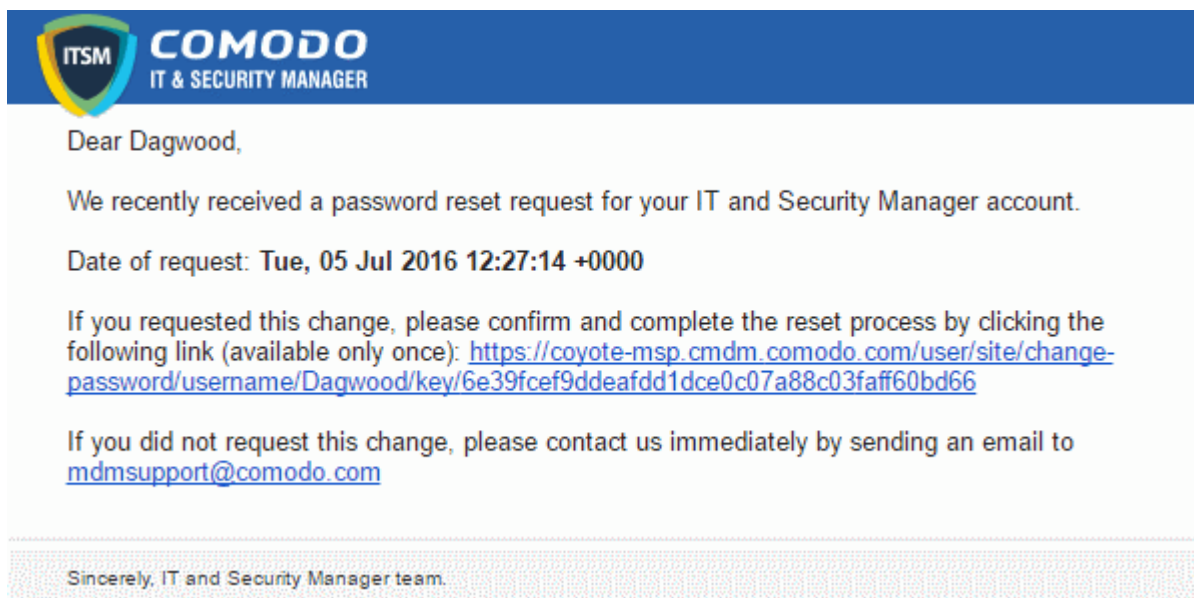 ITSM
COMODO
IT & SECURITY MANAGER
Dear Dagwood,
We recently received a password reset request for your IT and Security Manager account.
Date of request: Tue, 05 Jul 2016 12:27:14 +0000
If you requested this change, please confirm and complete the reset process by clicking the
following link (available only once): https://coyote-msp.cmdm.comodo.com/user/site/change-
password/username/Dagwood/key/6e39fcef9ddeafdd1dce0c07a88c03faff60bd66
If you did not request this change, please contact us immediately by sending an email to
mdmsupport@comodo.com
Sincerely, IT and Security Manager team.